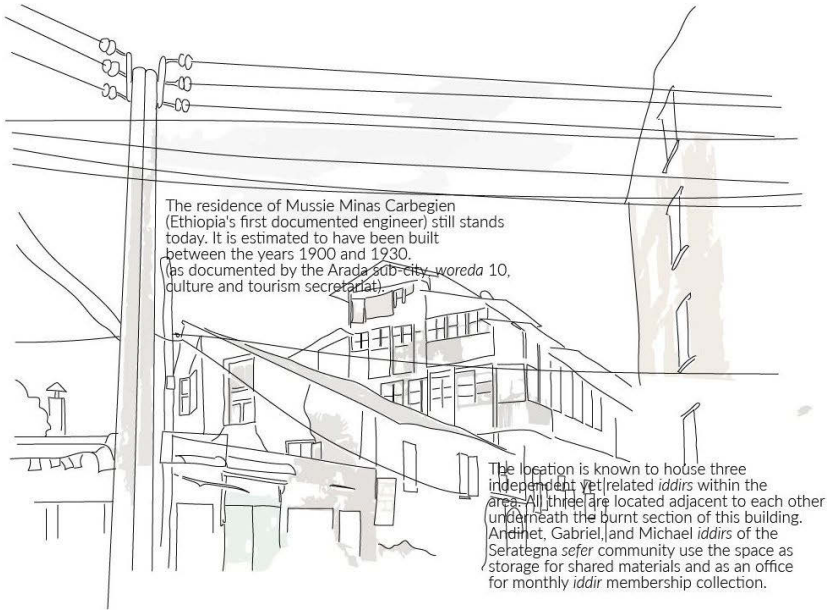 The residence of Mussie Minas Carbegien
(Ethiopia's first documented engineer) still stands
today. It is estimated to have been built
between the years 1900 and 1930.
(as documented by the Arada sub-city, woreda 10,
culture and tourism secretariat).
The location is known to house three
independent yet related iddirs within the
area. All three are located adjacent to each other
underneath the burnt section of this building.
Andinet, Gabriel, and Michael iddirs of the
Serategna sefer community use the space as
storage for shared materials and as an office
for monthly iddir membership collection.